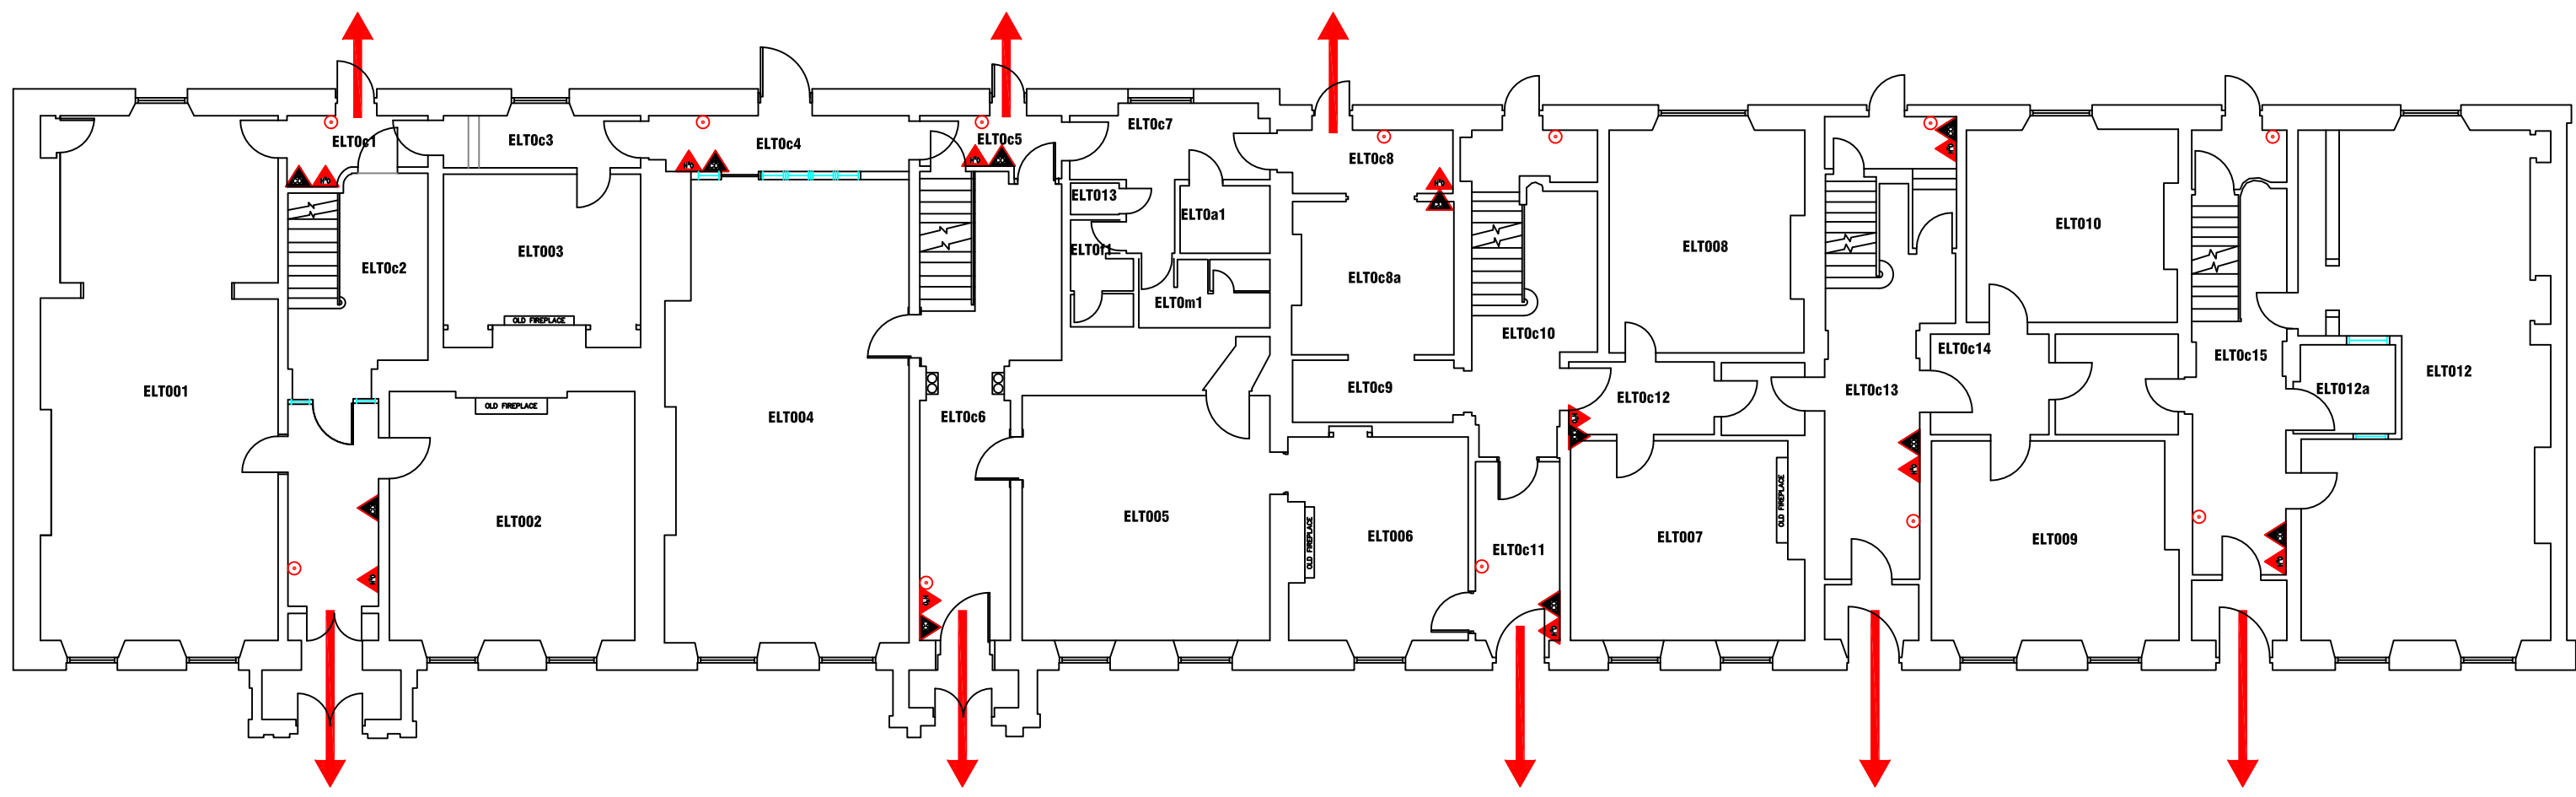 ELT0c1
ELT0c3
ELT0c4
ELT0c5
ELT0c7
ELT0c8
ELT013
ELT0a1
ELT011
ELT003
ELT0c2
ELT0c8a
ELT008
ELT010
ELT0m1
OLD FIREPLACE
ELT0c10
ELT0c14
ELT0c15
ELT001
ELT0c9
ELT0c12
ELT0c13
ELT012a
ELT012
OLD FIREPLACE
ELT004
ELT0c6
ELT002
ELT005
OLD FIREPLACE
ELT006
ELT0c11
ELT007
OLD FIREPLACE
ELT009